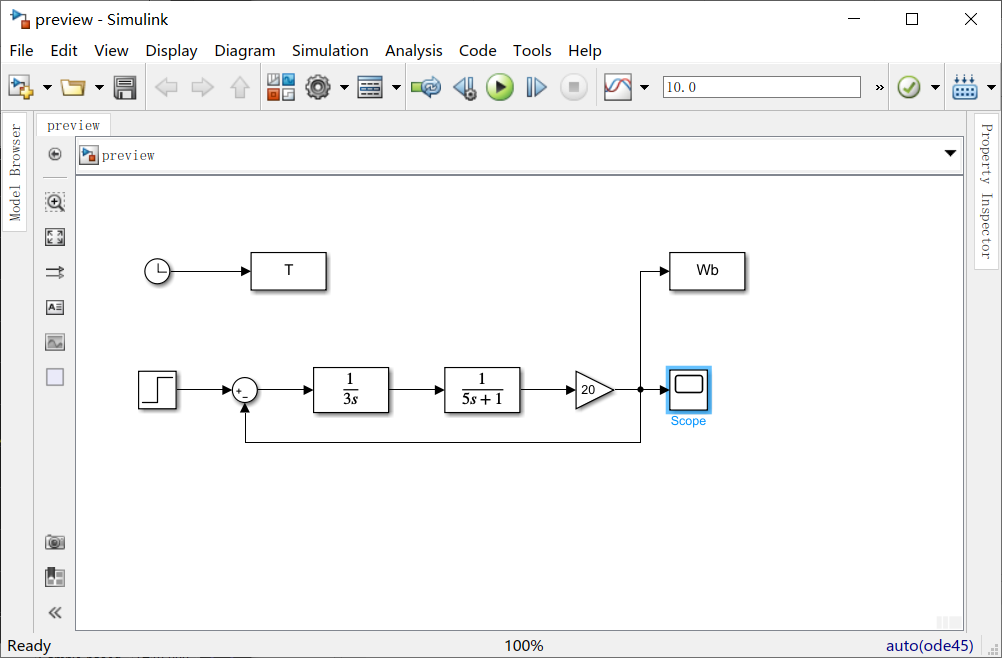 preview - Simulink
File Edit View Display Diagram Simulation Analysis Code Tools Help
10.0 »
Model Browser
preview
preview
Property Inspector
T
Wb
1
3s
1
5s + 1
+
-
20
Scope
A
Ready 100% auto(ode45)